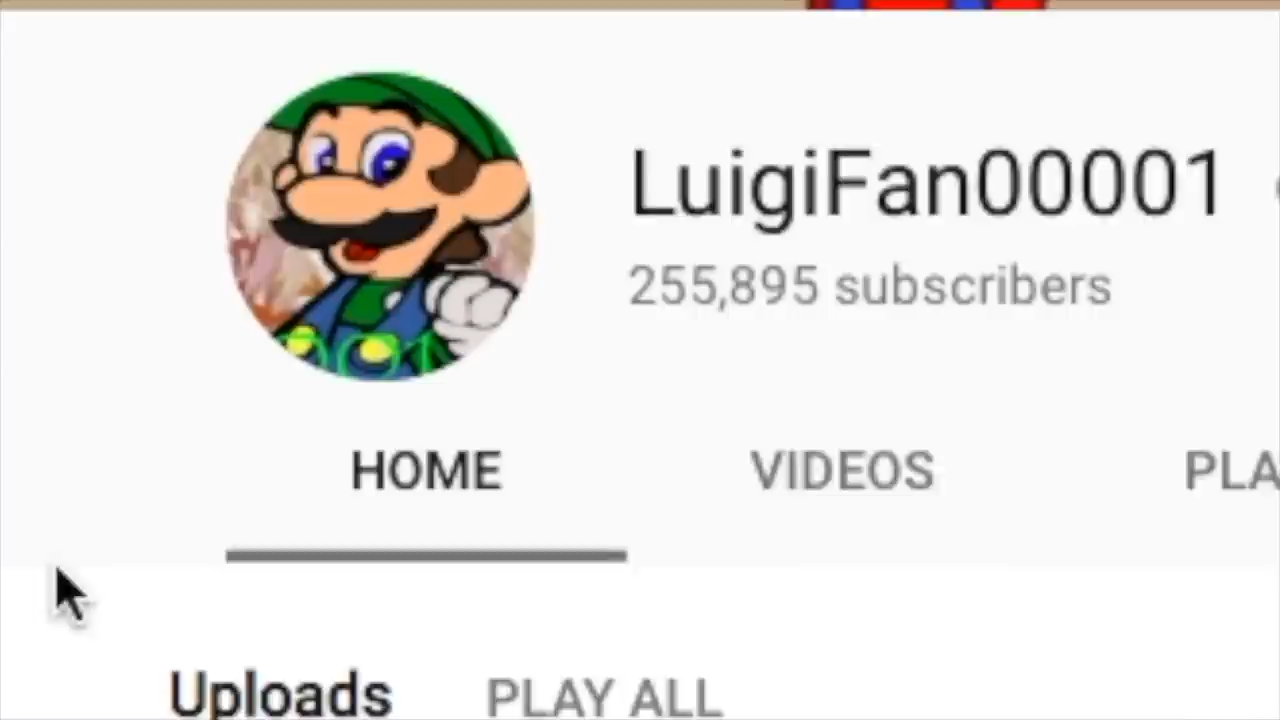 LuigiFan00001
255,895 subscribers
HOME VIDEOS PLA
Uploads PLAY ALL